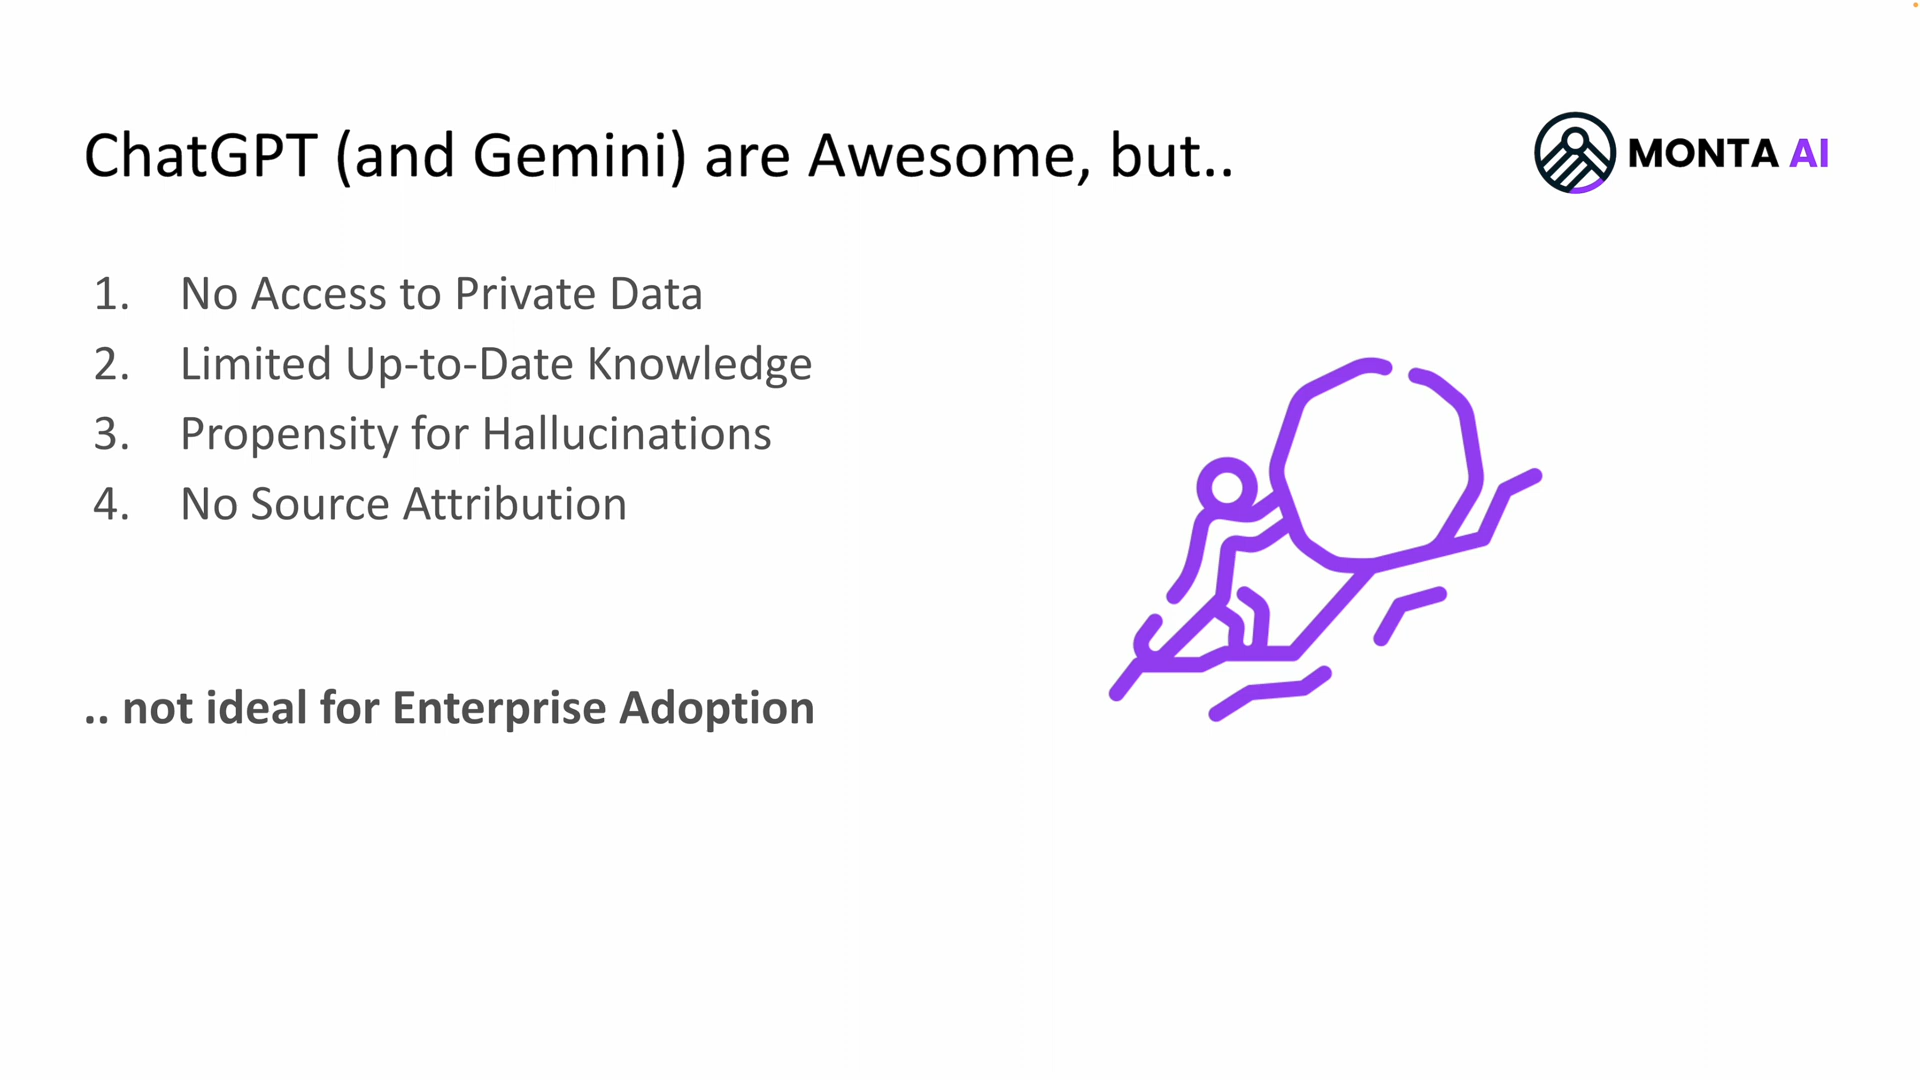 ChatGPT (and Gemini) are Awesome, but..
MONTA AI
1. No Access to Private Data
2. Limited Up-to-Date Knowledge
3. Propensity for Hallucinations
4. No Source Attribution
.. not ideal for Enterprise Adoption